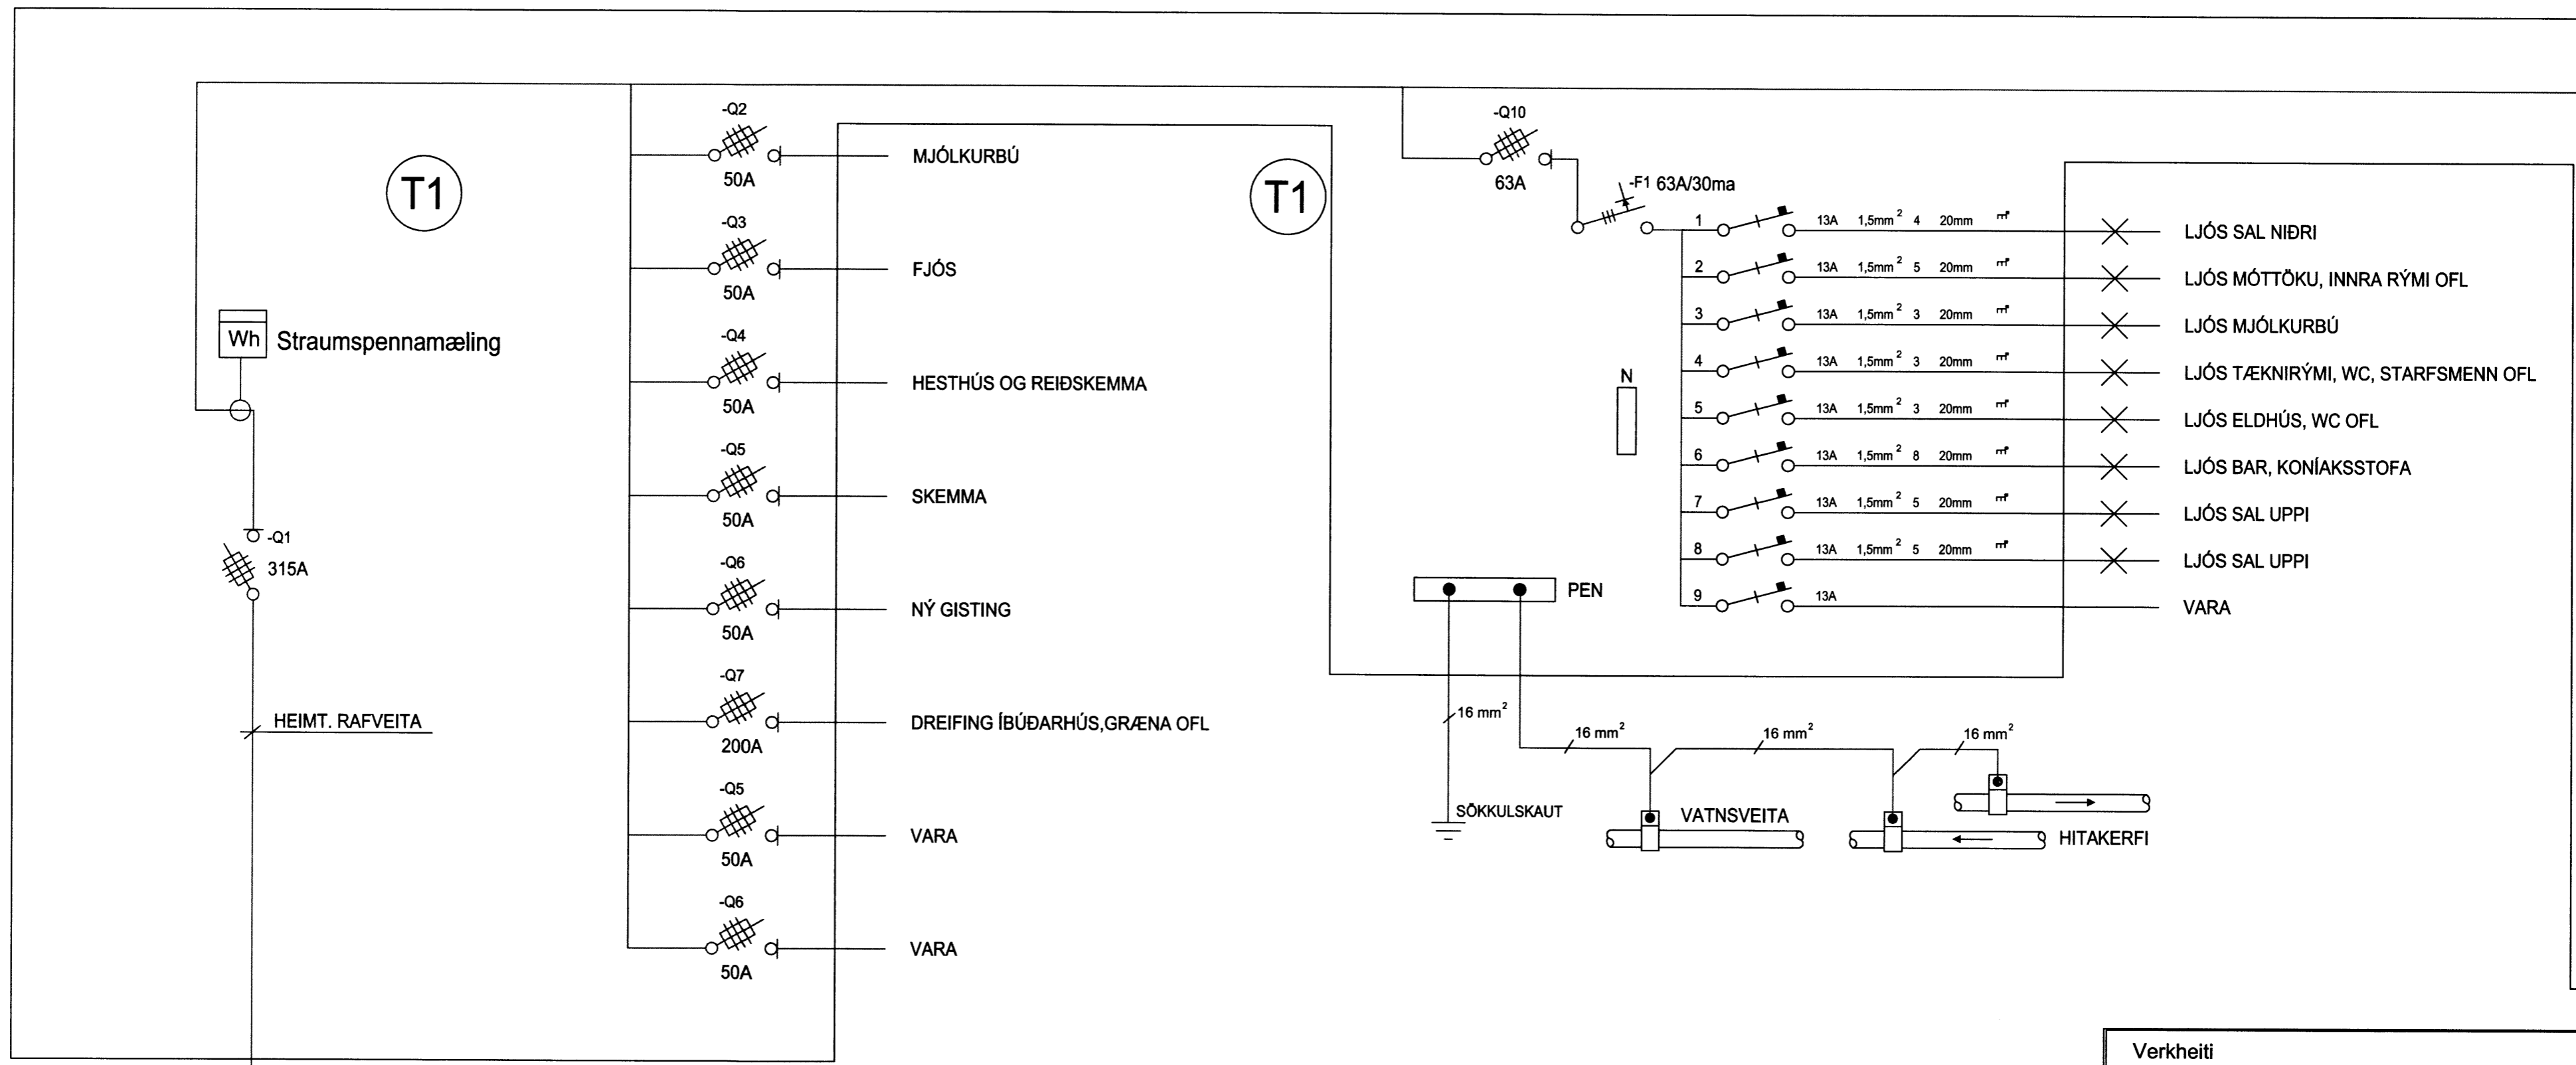 T1
Wh
Straumspennamæling
-Q1
315A
HEIMT. RAFVEITA
-Q2
50A
MJÓLKURBÚ
-Q3
50A
FJÓS
-Q4
50A
HESTHÚS OG REIÐSKEMMA
-Q5
50A
SKEMMA
-Q6
50A
NÝ GISTING
-Q7
200A
DREIFING ÍBÚÐARHÚS,GRÆNA OFL
-Q5
50A
VARA
-Q6
50A
VARA
T1
-Q10
63A
-F1 63A/30ma
N
1 13A 1,5mm² 4 20mm LJÓS SAL NIÐRI
2 13A 1,5mm² 5 20mm LJÓS MÓTTÖKU, INNRA RÝMI OFL
3 13A 1,5mm² 3 20mm LJÓS MJÓLKURBÚ
4 13A 1,5mm² 3 20mm LJÓS TÆKNIRÝMI, WC, STARFSMENN OFL
5 13A 1,5mm² 3 20mm LJÓS ELDHÚS, WC OFL
6 13A 1,5mm² 8 20mm LJÓS BAR, KONÍAKSSTOFA
7 13A 1,5mm² 5 20mm LJÓS SAL UPPI
8 13A 1,5mm² 5 20mm LJÓS SAL UPPI
9 13A VARA
PEN
16 mm²
16 mm²
16 mm²
16 mm²
SÖKKULSKAUT
VATNSVEITA
HITAKERFI
Verkheiti